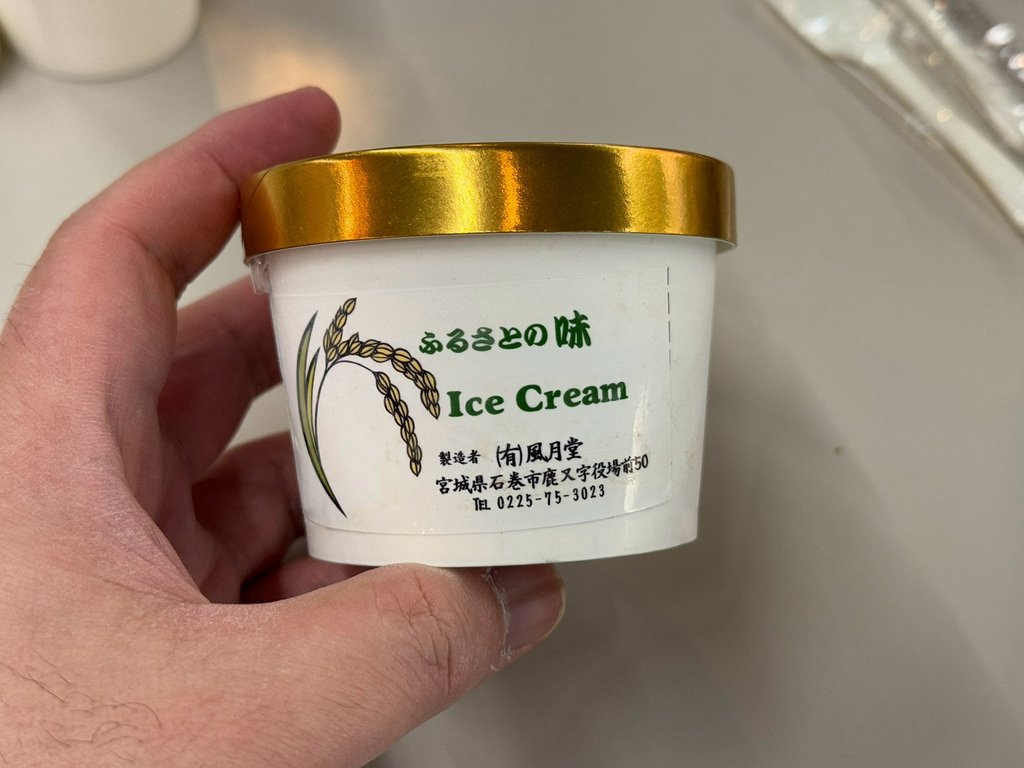 ふるさとの味
Ice Cream
製造者 (有)風月堂
宮城県石巻市鹿又字役場前50
TEL 0225-75-3023